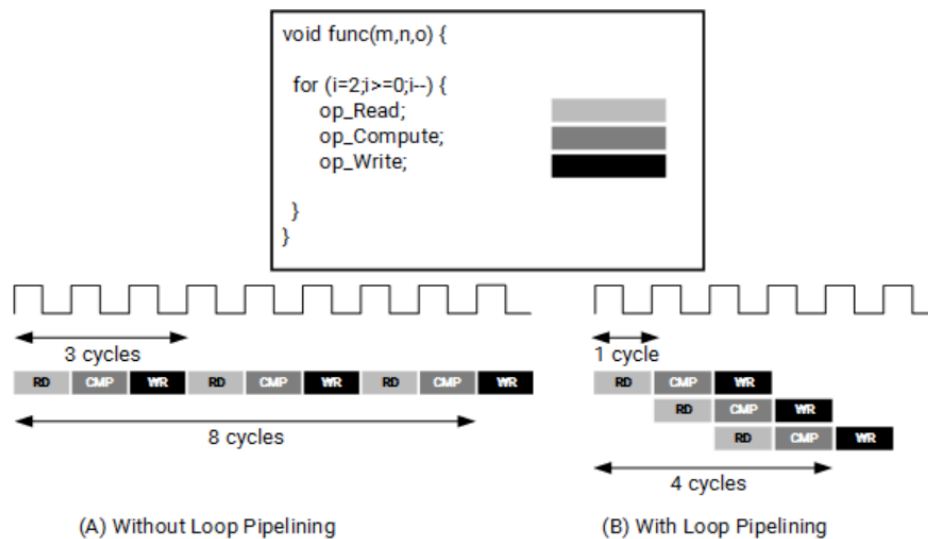 void func(m,n,o) {
for (i=2;i>=0;i--) {
op_Read;
op_Compute;
op_Write;
}
}
3 cycles
RD CMP WR RD CMP WR RD CMP WR
8 cycles
(A) Without Loop Pipelining
1 cycle
RD CMP WR
RD CMP WR
RD CMP WR
4 cycles
(B) With Loop Pipelining